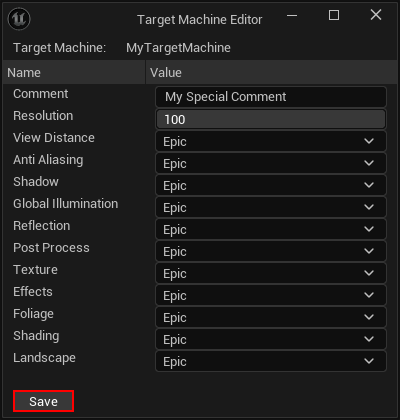 Target Machine Editor
Target Machine: MyTargetMachine
Name Value
Comment My Special Comment
Resolution 100
View Distance Epic
Anti Aliasing Epic
Shadow Epic
Global Illumination Epic
Reflection Epic
Post Process Epic
Texture Epic
Effects Epic
Foliage Epic
Shading Epic
Landscape Epic
Save